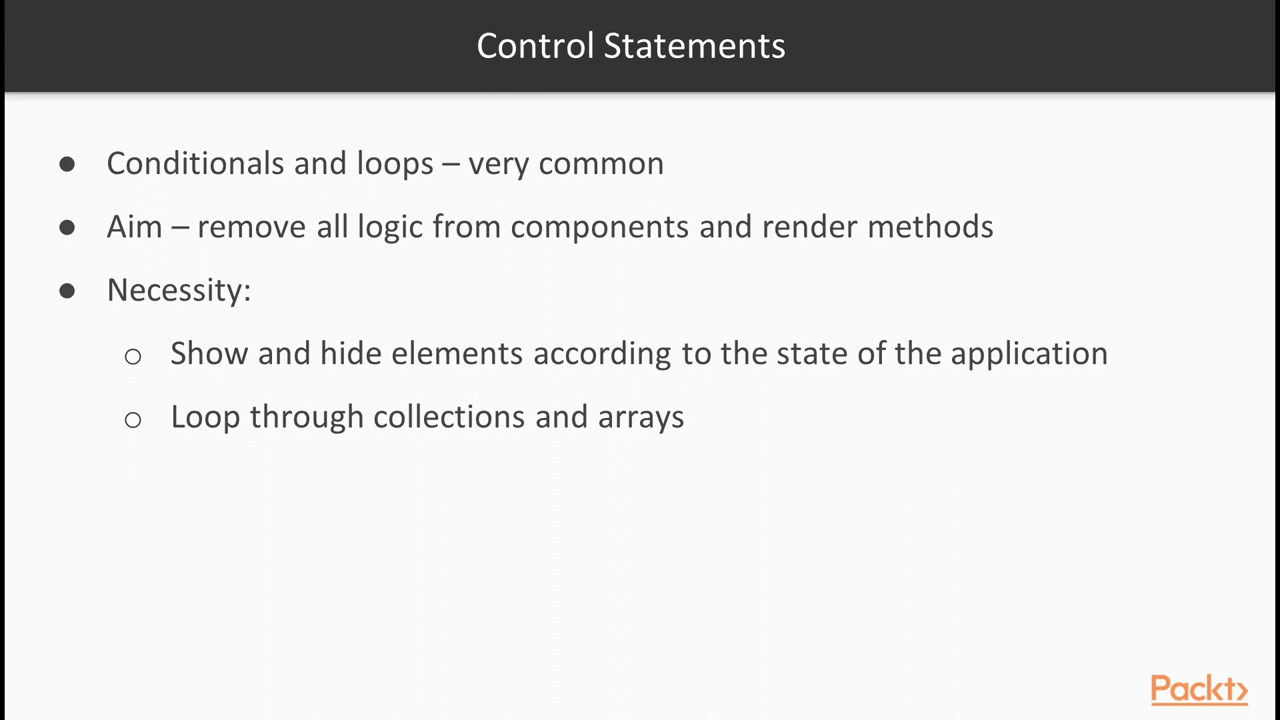 Control Statements
● Conditionals and loops – very common
● Aim – remove all logic from components and render methods
● Necessity:
○ Show and hide elements according to the state of the application
○ Loop through collections and arrays
Packt>